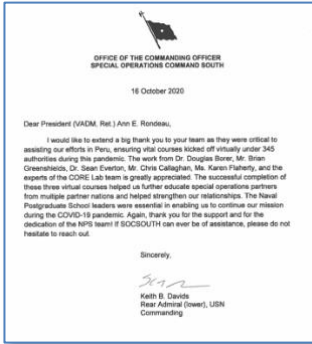 OFFICE OF THE COMMANDING OFFICER
SPECIAL OPERATIONS COMMAND SOUTH
16 October 2020
Dear President (VADM, Ret.) Ann E. Rondeau,
I would like to extend a big thank you to your team as they were critical to
assisting our efforts in Peru, ensuring vital courses kicked off virtually under 345
authorities during this pandemic. The work from Dr. Douglas Borer, Mr. Brian
Greenshields, Dr. Sean Everton, Mr. Chris Callaghan, Ms. Karen Flaherty, and the
experts of the CORE Lab team is greatly appreciated. The successful completion of
these three virtual courses helped us further educate special operations partners
from multiple partner nations and helped strengthen our relationships. The Naval
Postgraduate School leaders were essential in enabling us to continue our mission
during the COVID-19 pandemic. Again, thank you for the support and for the
dedication of the NPS team! If SOCSOUTH can ever be of assistance, please do not
hesitate to reach out.
Sincerely,
Keith B. Davids
Rear Admiral (lower), USN
Commanding